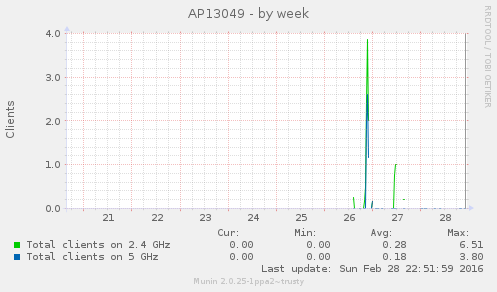 AP13049 - by week
RRDTOOL / TOBI OETIKER
Clients
4.0
3.0
2.0
1.0
0.0
21 22 23 24 25 26 27 28
Cur: Min: Avg: Max:
Total clients on 2.4 GHz 0.00 0.00 0.28 6.51
Total clients on 5 GHz 0.00 0.00 0.18 3.80
Last update: Sun Feb 28 22:51:59 2016
Munin 2.0.25-1ppa2~trusty